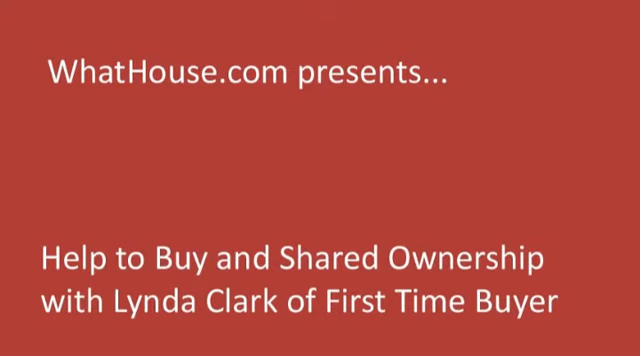 WhatHouse.com presents...
Help to Buy and Shared Ownership
with Lynda Clark of First Time Buyer